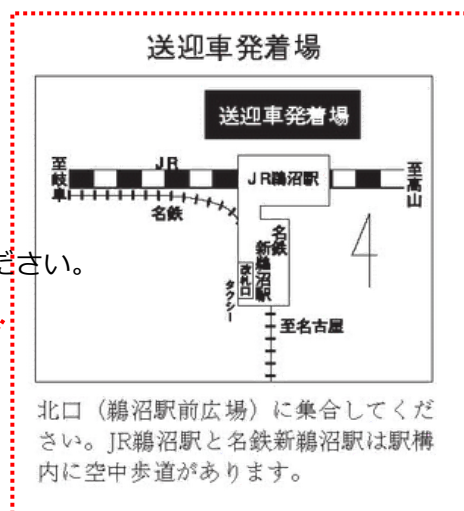 送迎車発着場
送迎車発着場
至岐阜
JR
JR鵜沼駅
至高山
名鉄
名鉄
新鵜沼駅
改札口
タクシー
至名古屋
ださい。
北口（鵜沼駅前広場）に集合してくだ
さい。JR鵜沼駅と名鉄新鵜沼駅は駅構
内に空中歩道があります。